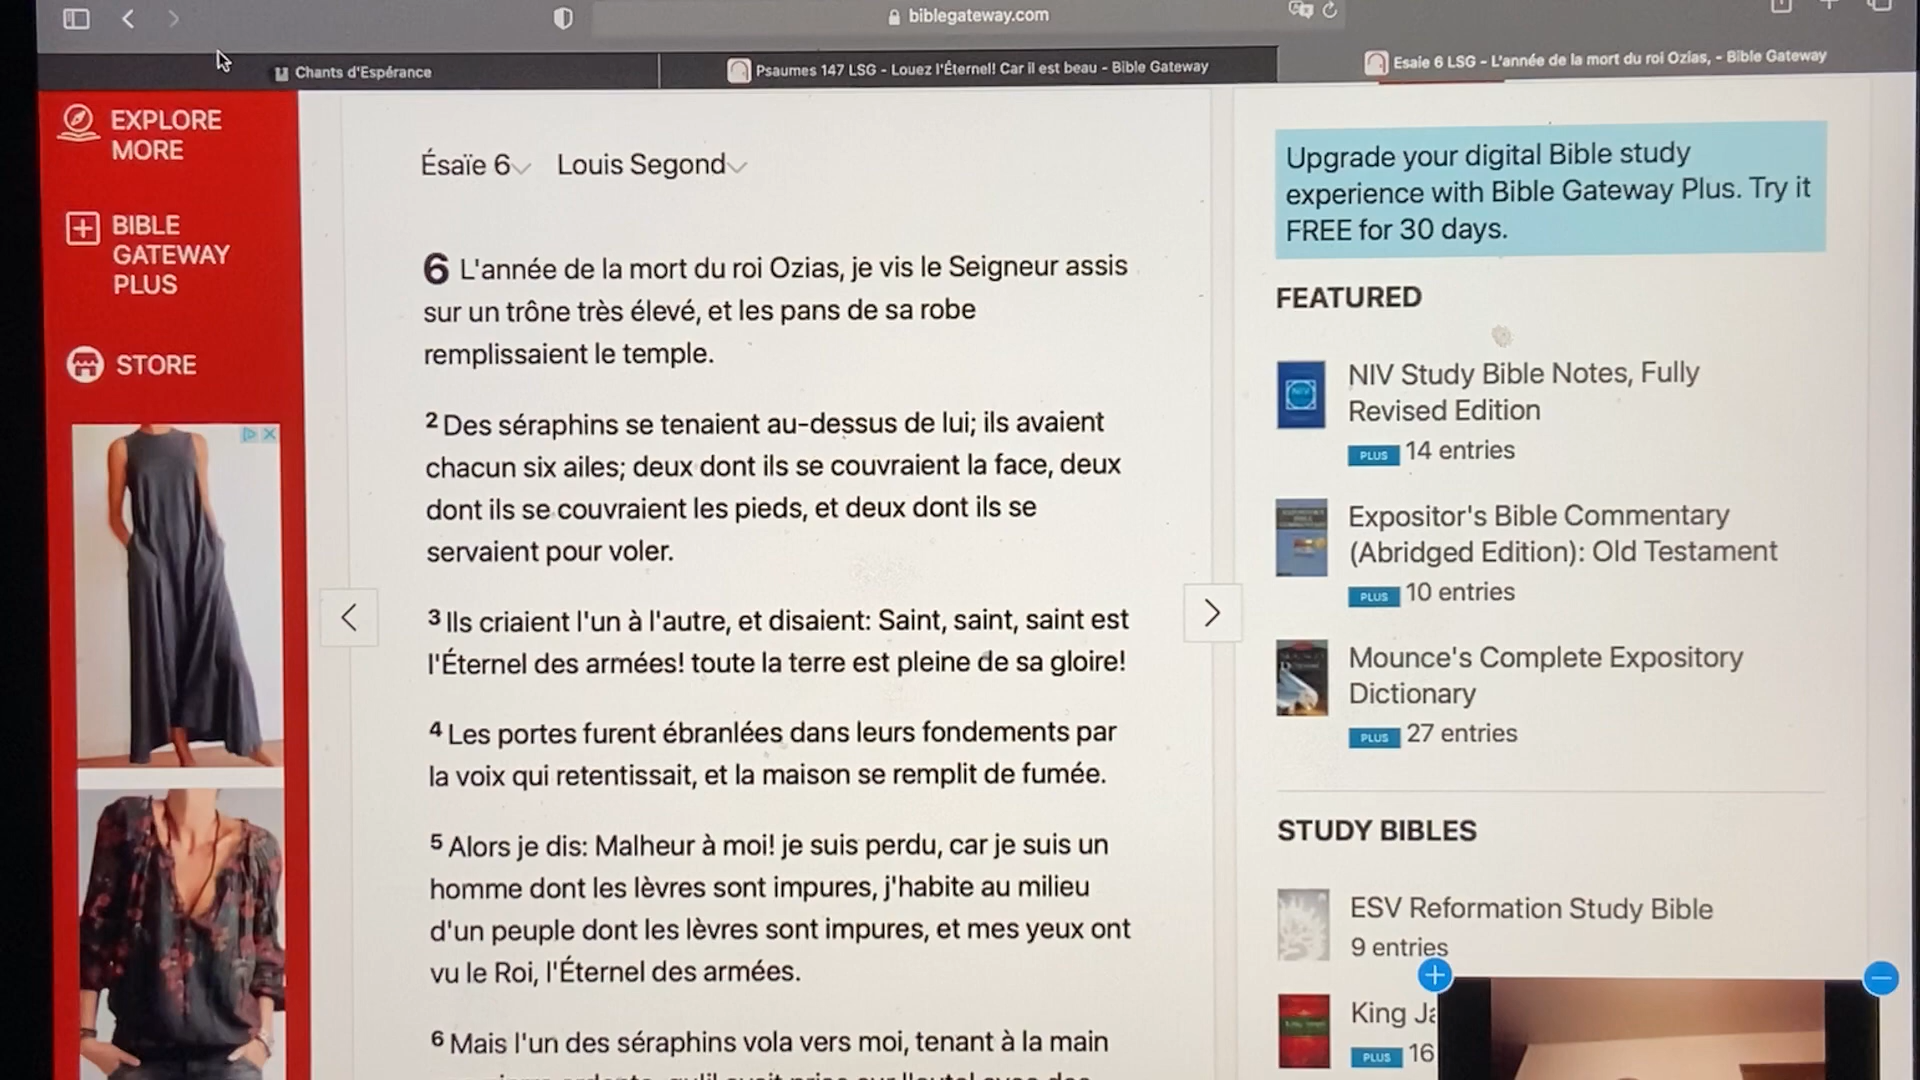 biblegateway.com
Chants d'Espérance
Psaumes 147 LSG - Louez l'Éternel! Car il est beau - Bible Gateway
Esaïe 6 LSG - L'année de la mort du roi Ozias, - Bible Gateway
EXPLORE
MORE
BIBLE
GATEWAY
PLUS
STORE
Ésaïe 6
Louis Segond
6 L'année de la mort du roi Ozias, je vis le Seigneur assis
sur un trône très élevé, et les pans de sa robe
remplissaient le temple.
2 Des séraphins se tenaient au-dessus de lui; ils avaient
chacun six ailes; deux dont ils se couvraient la face, deux
dont ils se couvraient les pieds, et deux dont ils se
servaient pour voler.
3 Ils criaient l'un à l'autre, et disaient: Saint, saint, saint est
l'Éternel des armées! toute la terre est pleine de sa gloire!
4 Les portes furent ébranlées dans leurs fondements par
la voix qui retentissait, et la maison se remplit de fumée.
5 Alors je dis: Malheur à moi! je suis perdu, car je suis un
homme dont les lèvres sont impures, j'habite au milieu
d'un peuple dont les lèvres sont impures, et mes yeux ont
vu le Roi, l'Éternel des armées.
6 Mais l'un des séraphins vola vers moi, tenant à la main
Upgrade your digital Bible study
experience with Bible Gateway Plus. Try it
FREE for 30 days.
FEATURED
NIV Study Bible Notes, Fully
Revised Edition
PLUS 14 entries
Expositor's Bible Commentary
(Abridged Edition): Old Testament
PLUS 10 entries
Mounce's Complete Expository
Dictionary
PLUS 27 entries
STUDY BIBLES
ESV Reformation Study Bible
9 entries
King Ja
PLUS 16